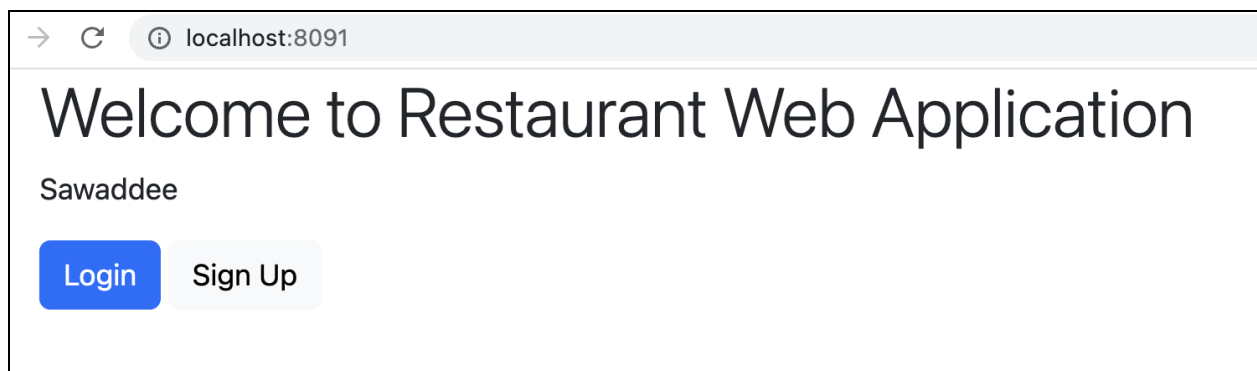 localhost:8091
Welcome to Restaurant Web Application
Sawaddee
Login Sign Up